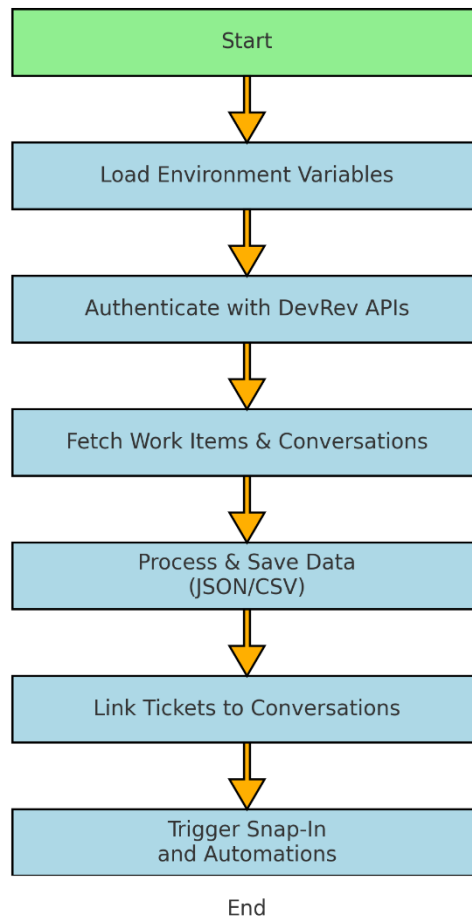 Start
Load Environment Variables
Authenticate with DevRev APIs
Fetch Work Items & Conversations
Process & Save Data
(JSON/CSV)
Link Tickets to Conversations
Trigger Snap-In
and Automations
End